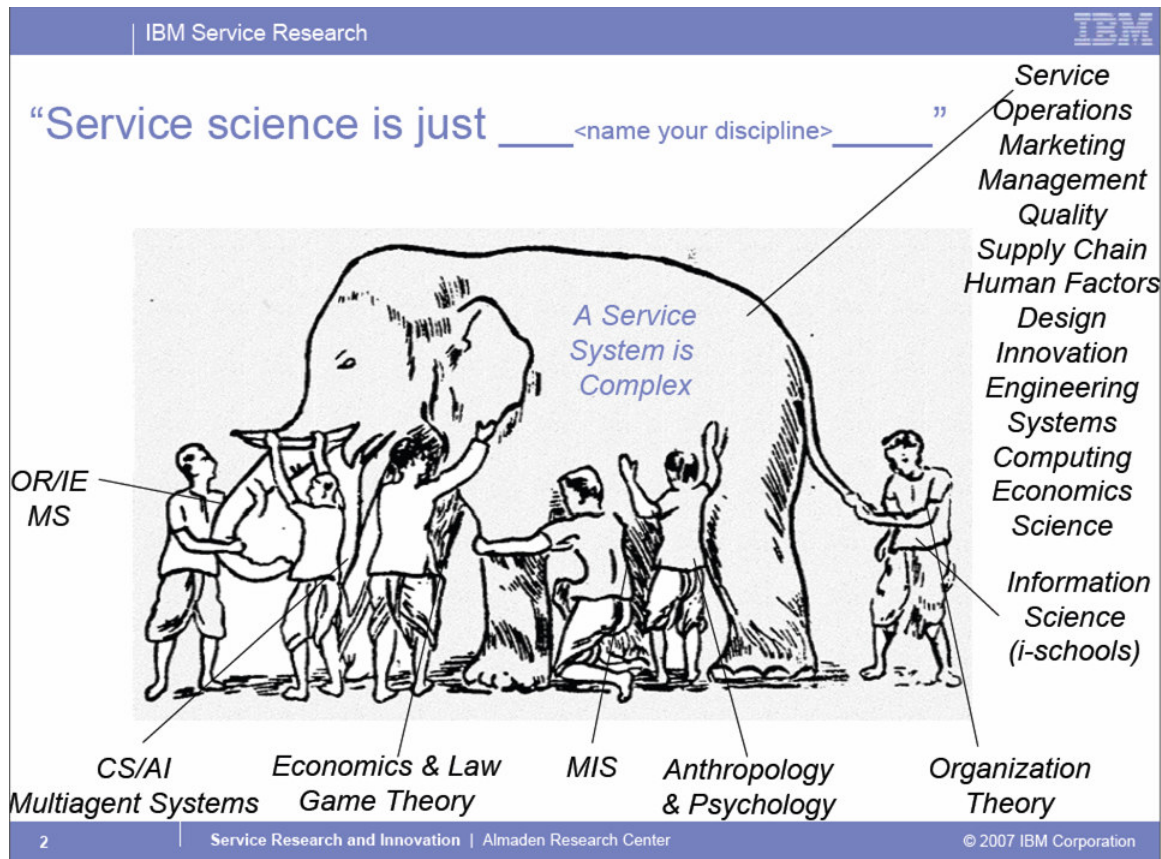 IBM Service Research
IBM
“Service science is just ____<name your discipline>_____”
Service
Operations
Marketing
Management
Quality
Supply Chain
Human Factors
Design
Innovation
Engineering
Systems
Computing
Economics
Science
A Service
System is
Complex
OR/IE
MS
Information
Science
(i-schools)
CS/AI
Multiagent Systems
Economics & Law
Game Theory
MIS
Anthropology
& Psychology
Organization
Theory
2
Service Research and Innovation | Almaden Research Center
© 2007 IBM Corporation